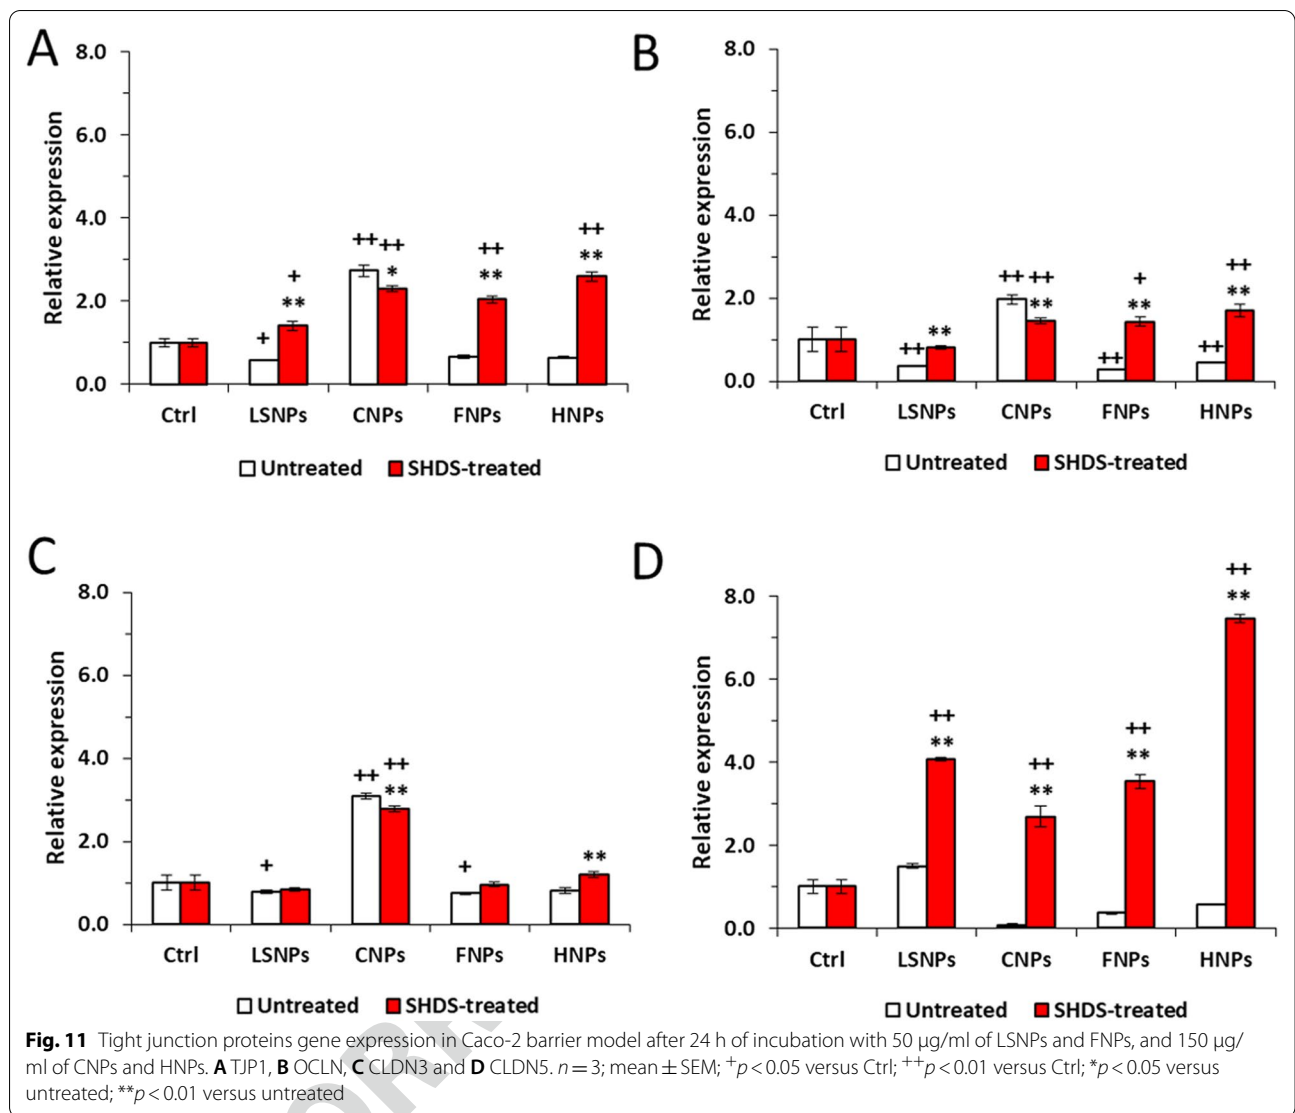 A
8.0
6.0
4.0
2.0
0.0
Relative expression
+ ** ++ ++ * ++ ** ++ **
+
Ctrl LSNPs CNPs FNPs HNPs
Untreated SHDS-treated
B
8.0
6.0
4.0
2.0
0.0
Relative expression
++ ** ++ ++ ** ++ + ** ++ ++ **
Ctrl LSNPs CNPs FNPs HNPs
Untreated SHDS-treated
C
8.0
6.0
4.0
2.0
0.0
Relative expression
+ ++ ++ ** + **
Ctrl LSNPs CNPs FNPs HNPs
Untreated SHDS-treated
D
8.0
6.0
4.0
2.0
0.0
Relative expression
++ ** ++ ** ++ ** ++ **
Ctrl LSNPs CNPs FNPs HNPs
Untreated SHDS-treated
Fig. 11 Tight junction proteins gene expression in Caco-2 barrier model after 24 h of incubation with 50 μg/ml of LSNPs and FNPs, and 150 μg/
ml of CNPs and HNPs. A TJP1, B OCLN, C CLDN3 and D CLDN5. n = 3; mean ± SEM; +p < 0.05 versus Ctrl; ++p < 0.01 versus Ctrl; *p < 0.05 versus
untreated; **p < 0.01 versus untreated